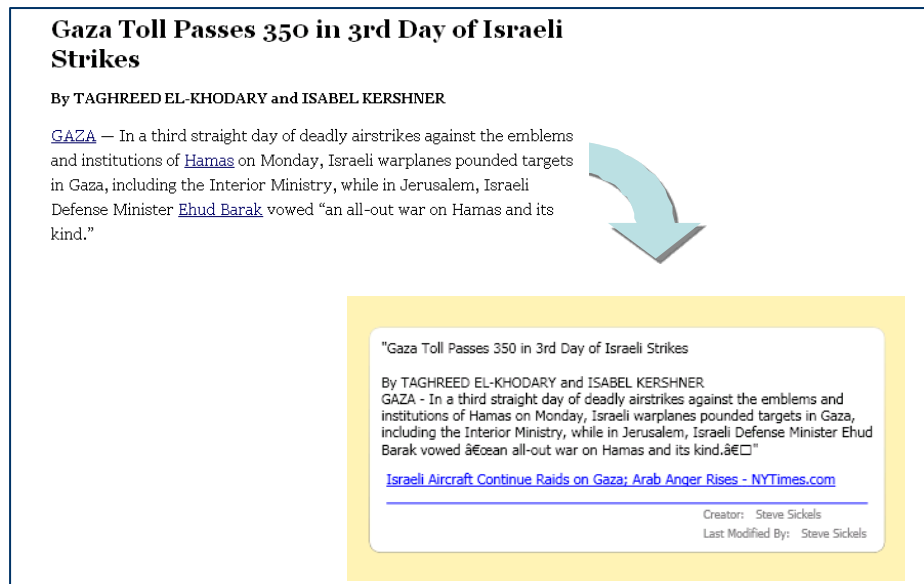 Gaza Toll Passes 350 in 3rd Day of Israeli
Strikes
By TAGHREED EL-KHODARY and ISABEL KERSHNER
GAZA — In a third straight day of deadly airstrikes against the emblems
and institutions of Hamas on Monday, Israeli warplanes pounded targets
in Gaza, including the Interior Ministry, while in Jerusalem, Israeli
Defense Minister Ehud Barak vowed “an all-out war on Hamas and its
kind.”
"Gaza Toll Passes 350 in 3rd Day of Israeli Strikes
By TAGHREED EL-KHODARY and ISABEL KERSHNER
GAZA - In a third straight day of deadly airstrikes against the emblems and
institutions of Hamas on Monday, Israeli warplanes pounded targets in Gaza,
including the Interior Ministry, while in Jerusalem, Israeli Defense Minister Ehud
Barak vowed â€œan all-out war on Hamas and its kind.â€□"
Israeli Aircraft Continue Raids on Gaza; Arab Anger Rises - NYTimes.com
Creator: Steve Sickels
Last Modified By: Steve Sickels